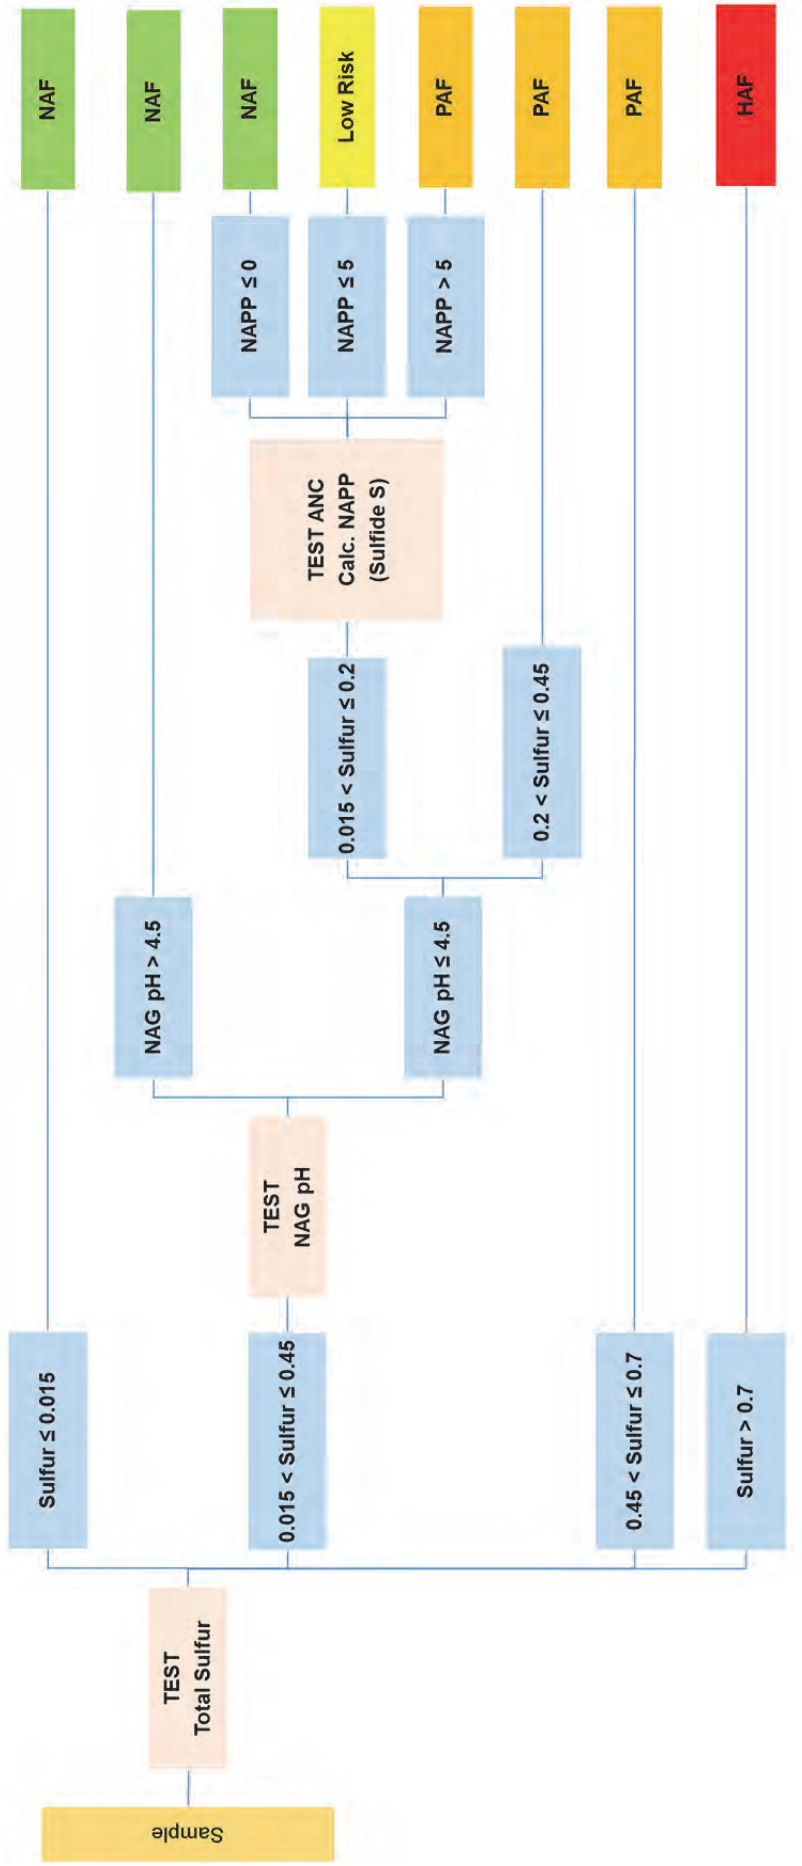 Sample
TEST
Total Sulfur
Sulfur ≤ 0.015
0.015 < Sulfur ≤ 0.45
0.45 < Sulfur ≤ 0.7
Sulfur > 0.7
TEST
NAG pH
NAG pH > 4.5
NAG pH ≤ 4.5
0.015 < Sulfur ≤ 0.2
0.2 < Sulfur ≤ 0.45
TEST ANC
Calc. NAPP
(Sulfide S)
NAPP ≤ 0
NAPP ≤ 5
NAPP > 5
NAF
NAF
NAF
Low Risk
PAF
PAF
PAF
HAF